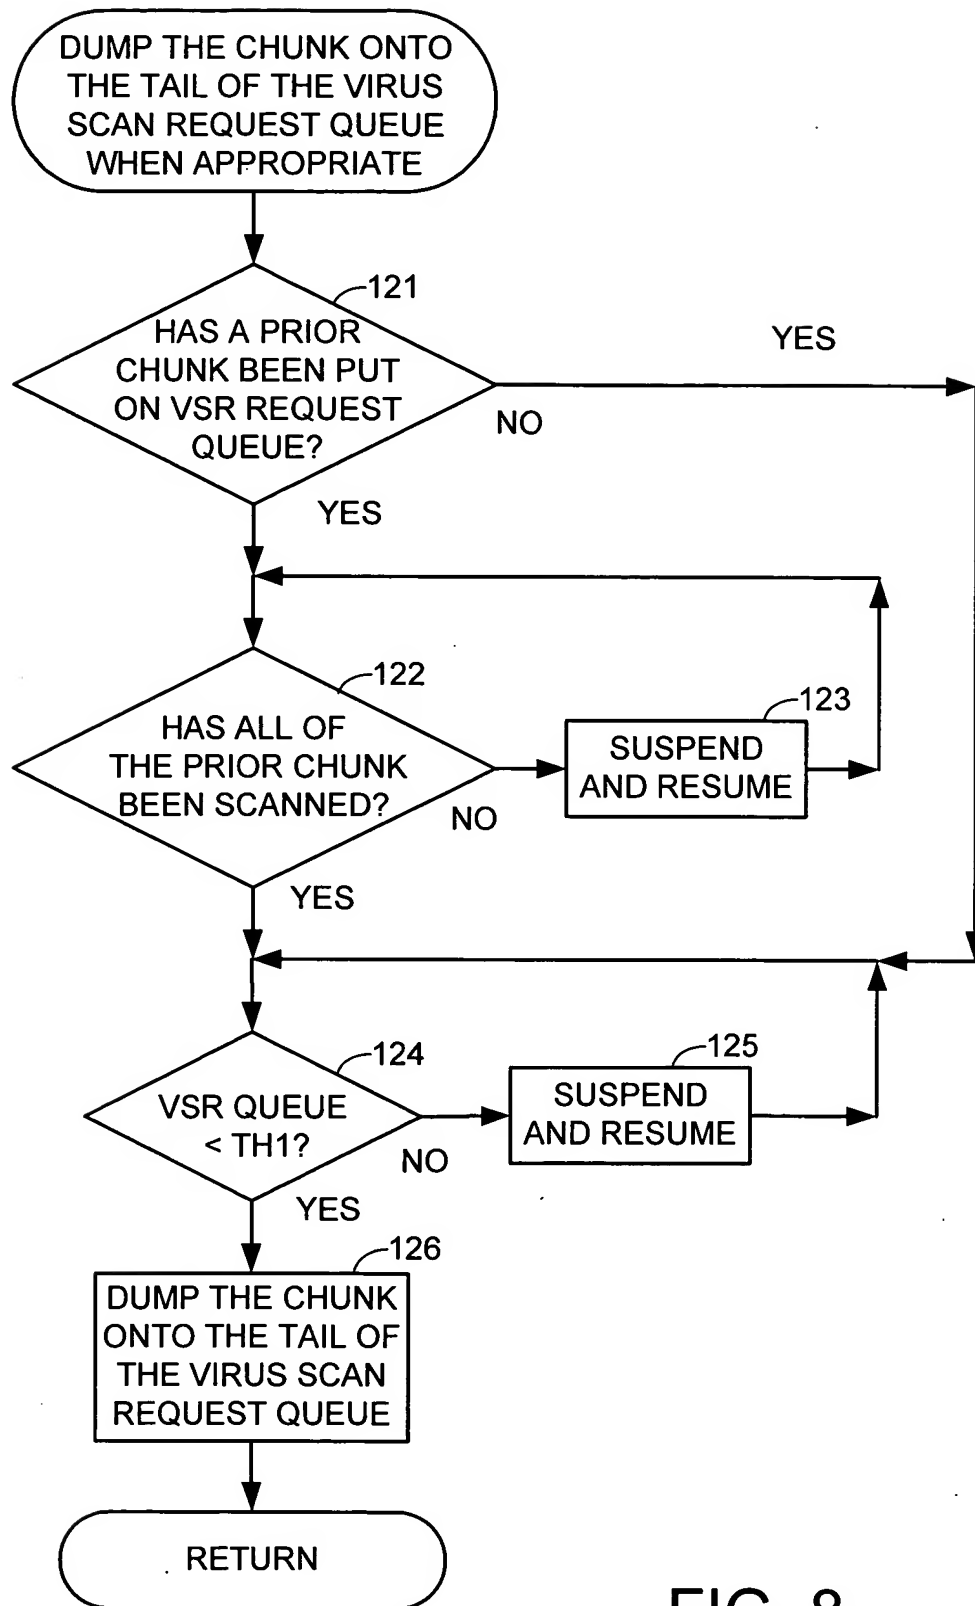 DUMP THE CHUNK ONTO
THE TAIL OF THE VIRUS
SCAN REQUEST QUEUE
WHEN APPROPRIATE
121
HAS A PRIOR
CHUNK BEEN PUT
ON VSR REQUEST
QUEUE?
YES
NO
YES
122
HAS ALL OF
THE PRIOR CHUNK
BEEN SCANNED?
NO
123
SUSPEND
AND RESUME
YES
124
VSR QUEUE
< TH1?
NO
125
SUSPEND
AND RESUME
YES
126
DUMP THE CHUNK
ONTO THE TAIL OF
THE VIRUS SCAN
REQUEST QUEUE
RETURN
FIG. 8